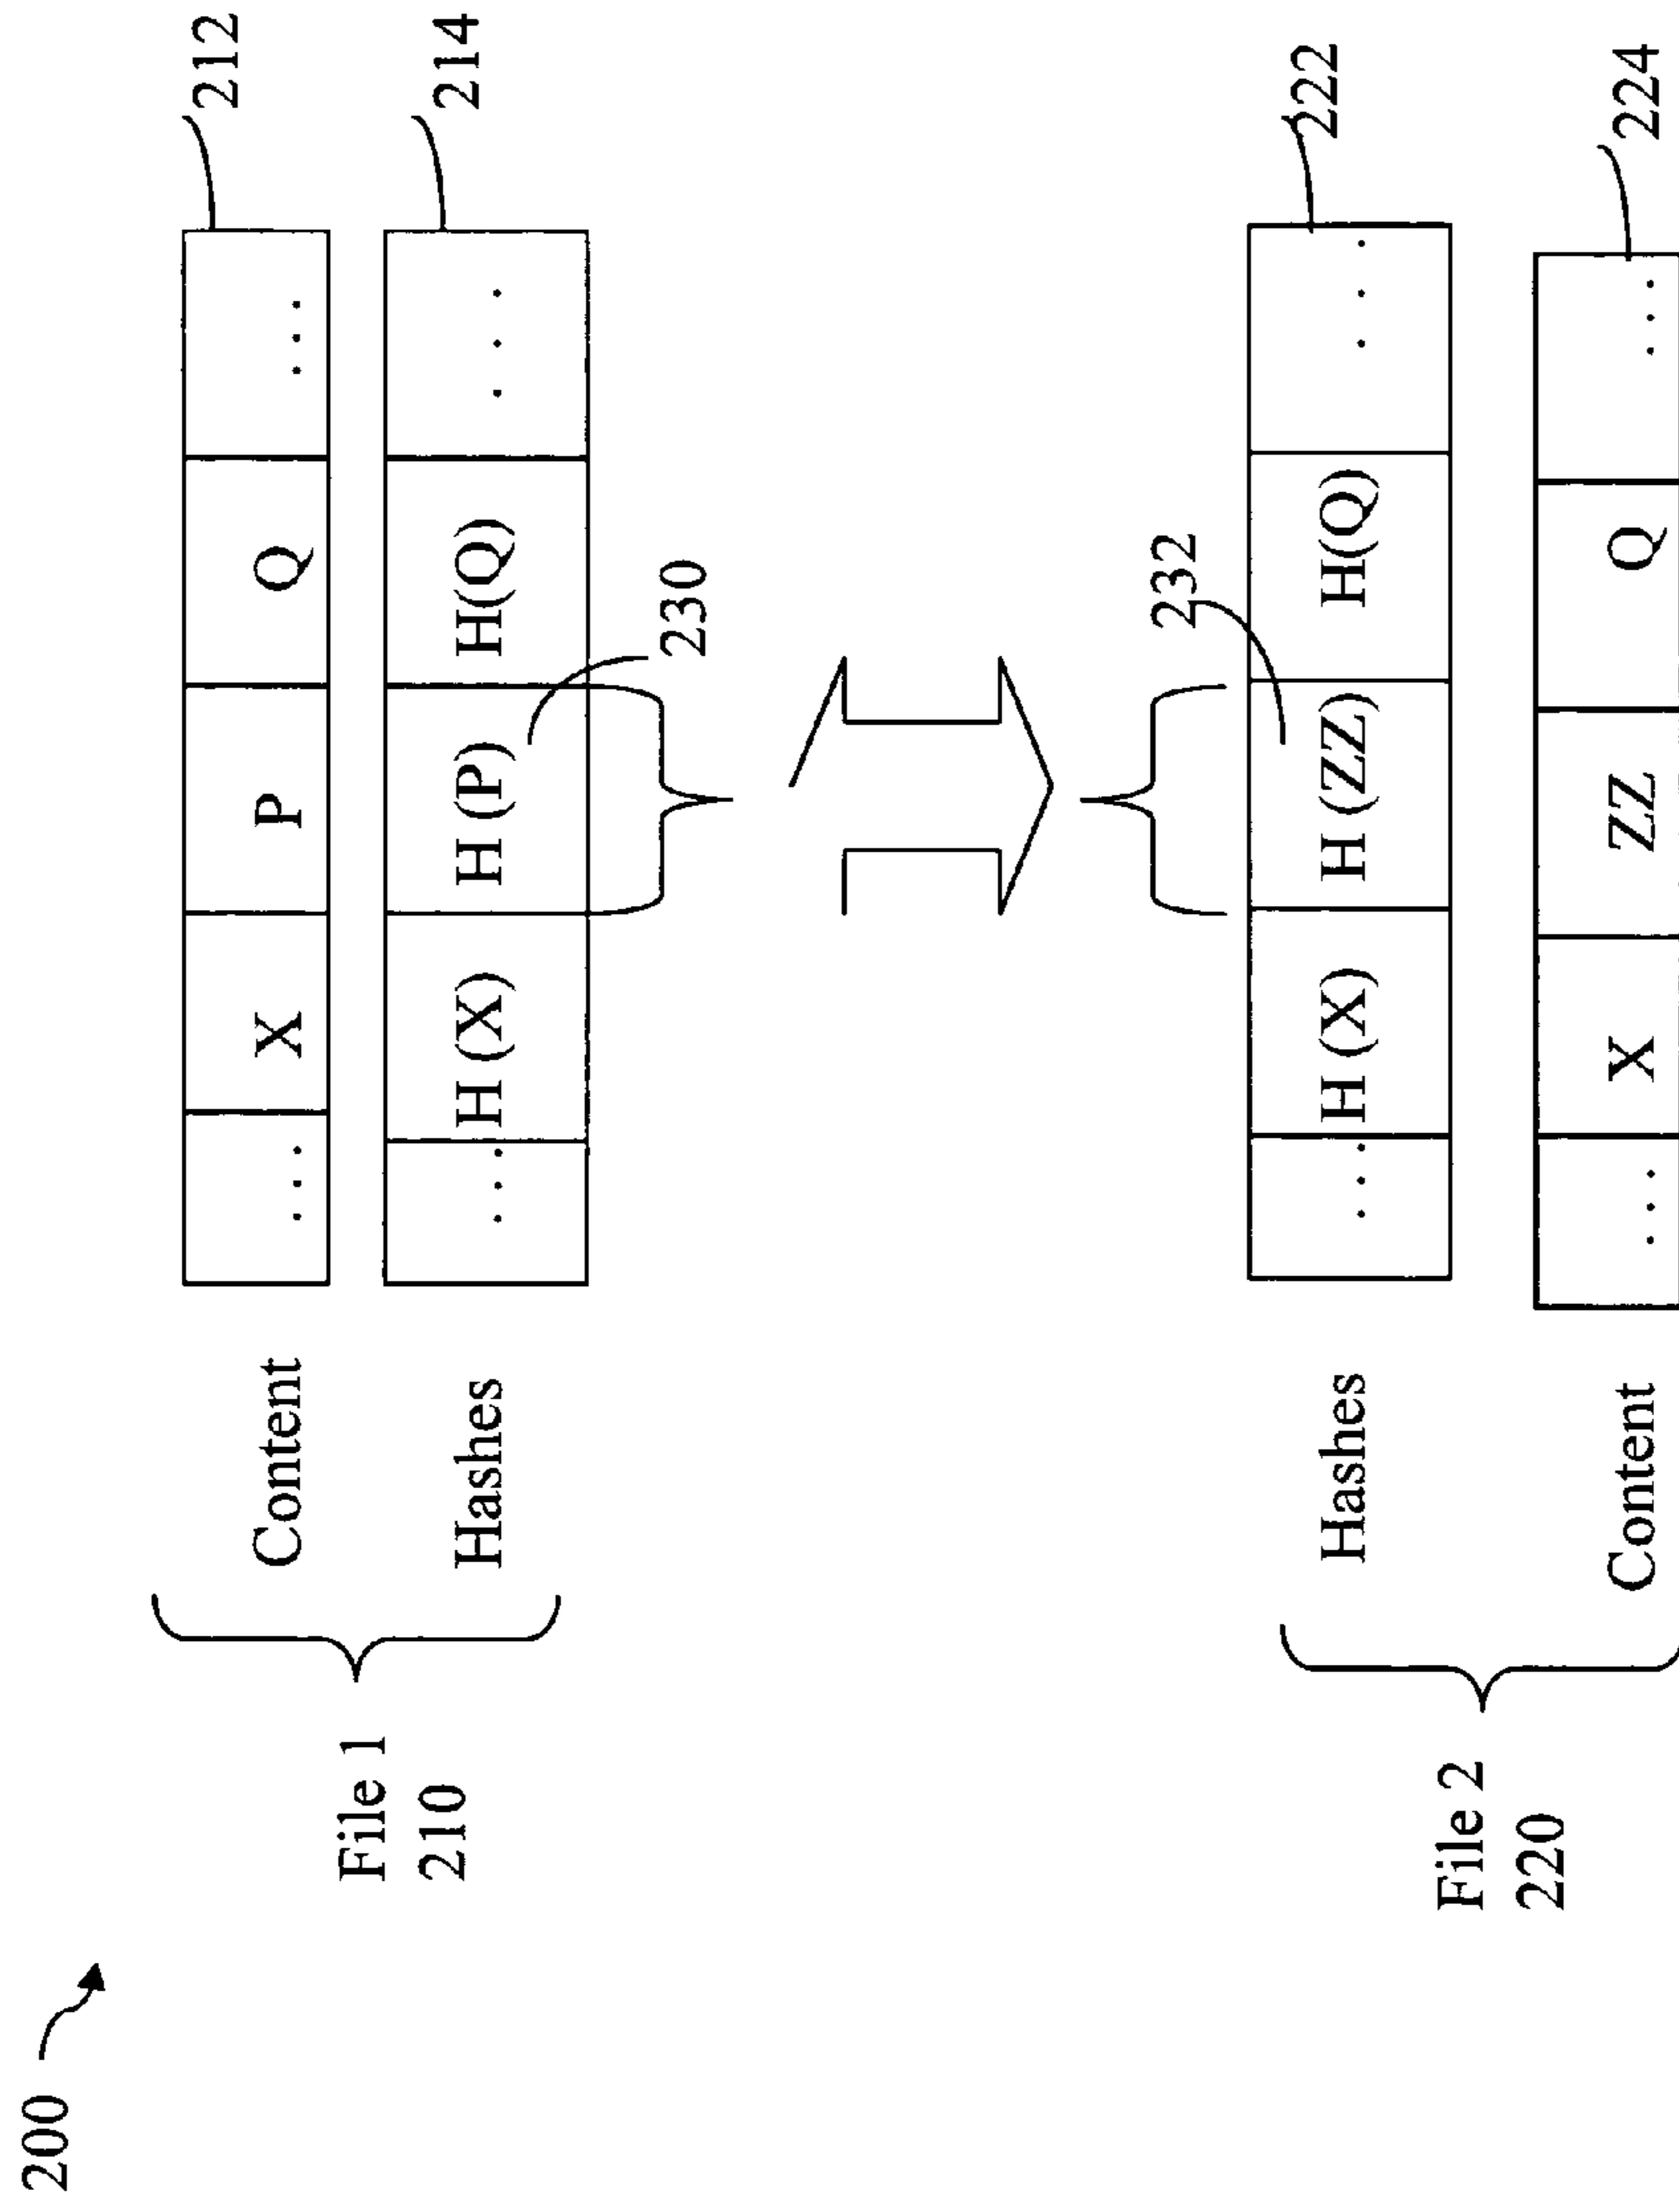 200
File 1
210
Content
... X P Q ...
212
Hashes
... H (X) H (P) H(Q) ...
214
230
232
File 2
220
Hashes
... H (X) H (ZZ) H(Q) ...
222
Content
... X ZZ Q ...
224